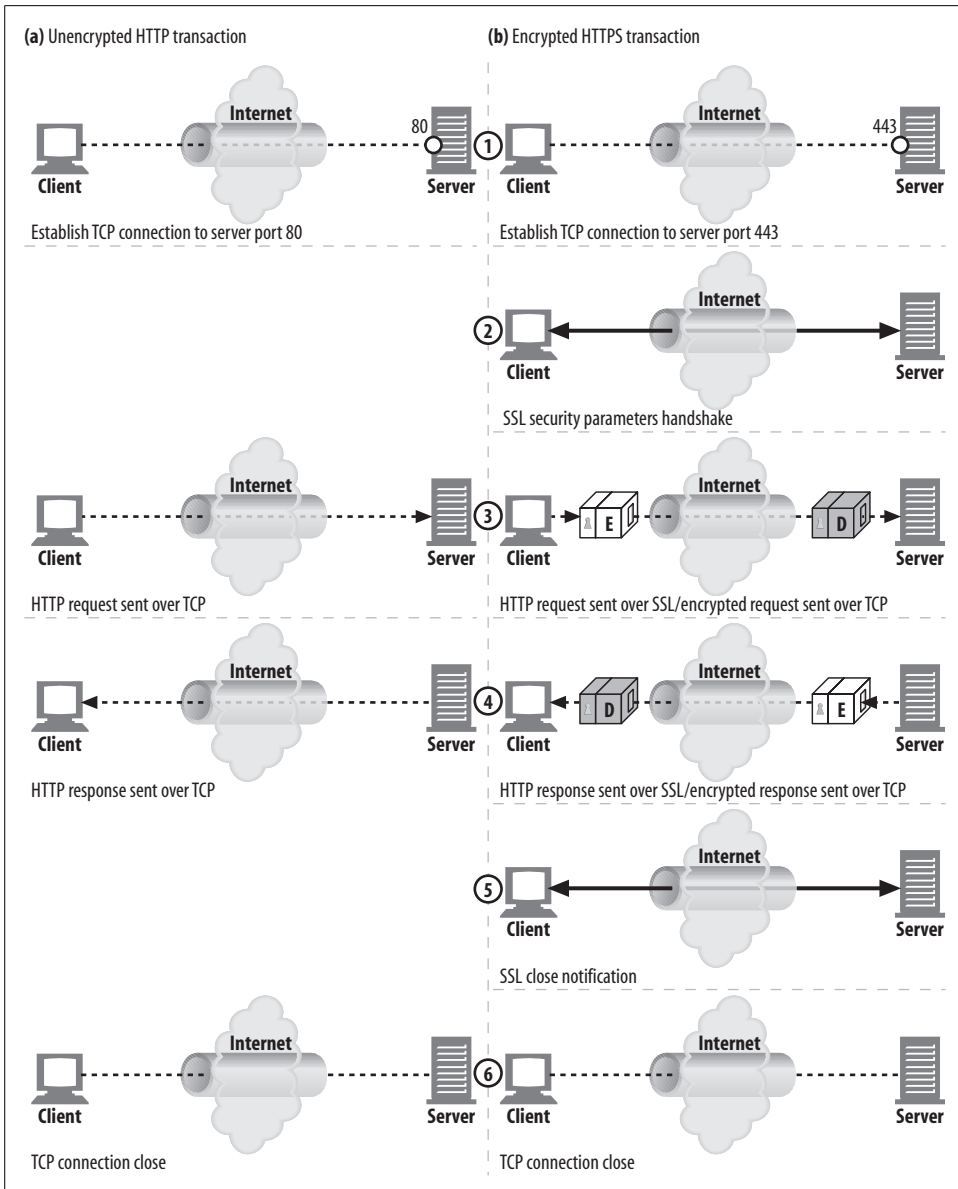 (a) Unencrypted HTTP transaction
(b) Encrypted HTTPS transaction
Internet
80
Client
Server
Establish TCP connection to server port 80
1
Internet
443
Client
Server
Establish TCP connection to server port 443
2
Internet
Client
Server
SSL security parameters handshake
Internet
Client
Server
HTTP request sent over TCP
3
Internet
E
D
Client
Server
HTTP request sent over SSL/encrypted request sent over TCP
Internet
Client
Server
HTTP response sent over TCP
4
Internet
D
E
Client
Server
HTTP response sent over SSL/encrypted response sent over TCP
5
Internet
Client
Server
SSL close notification
Internet
Client
Server
TCP connection close
6
Internet
Client
Server
TCP connection close